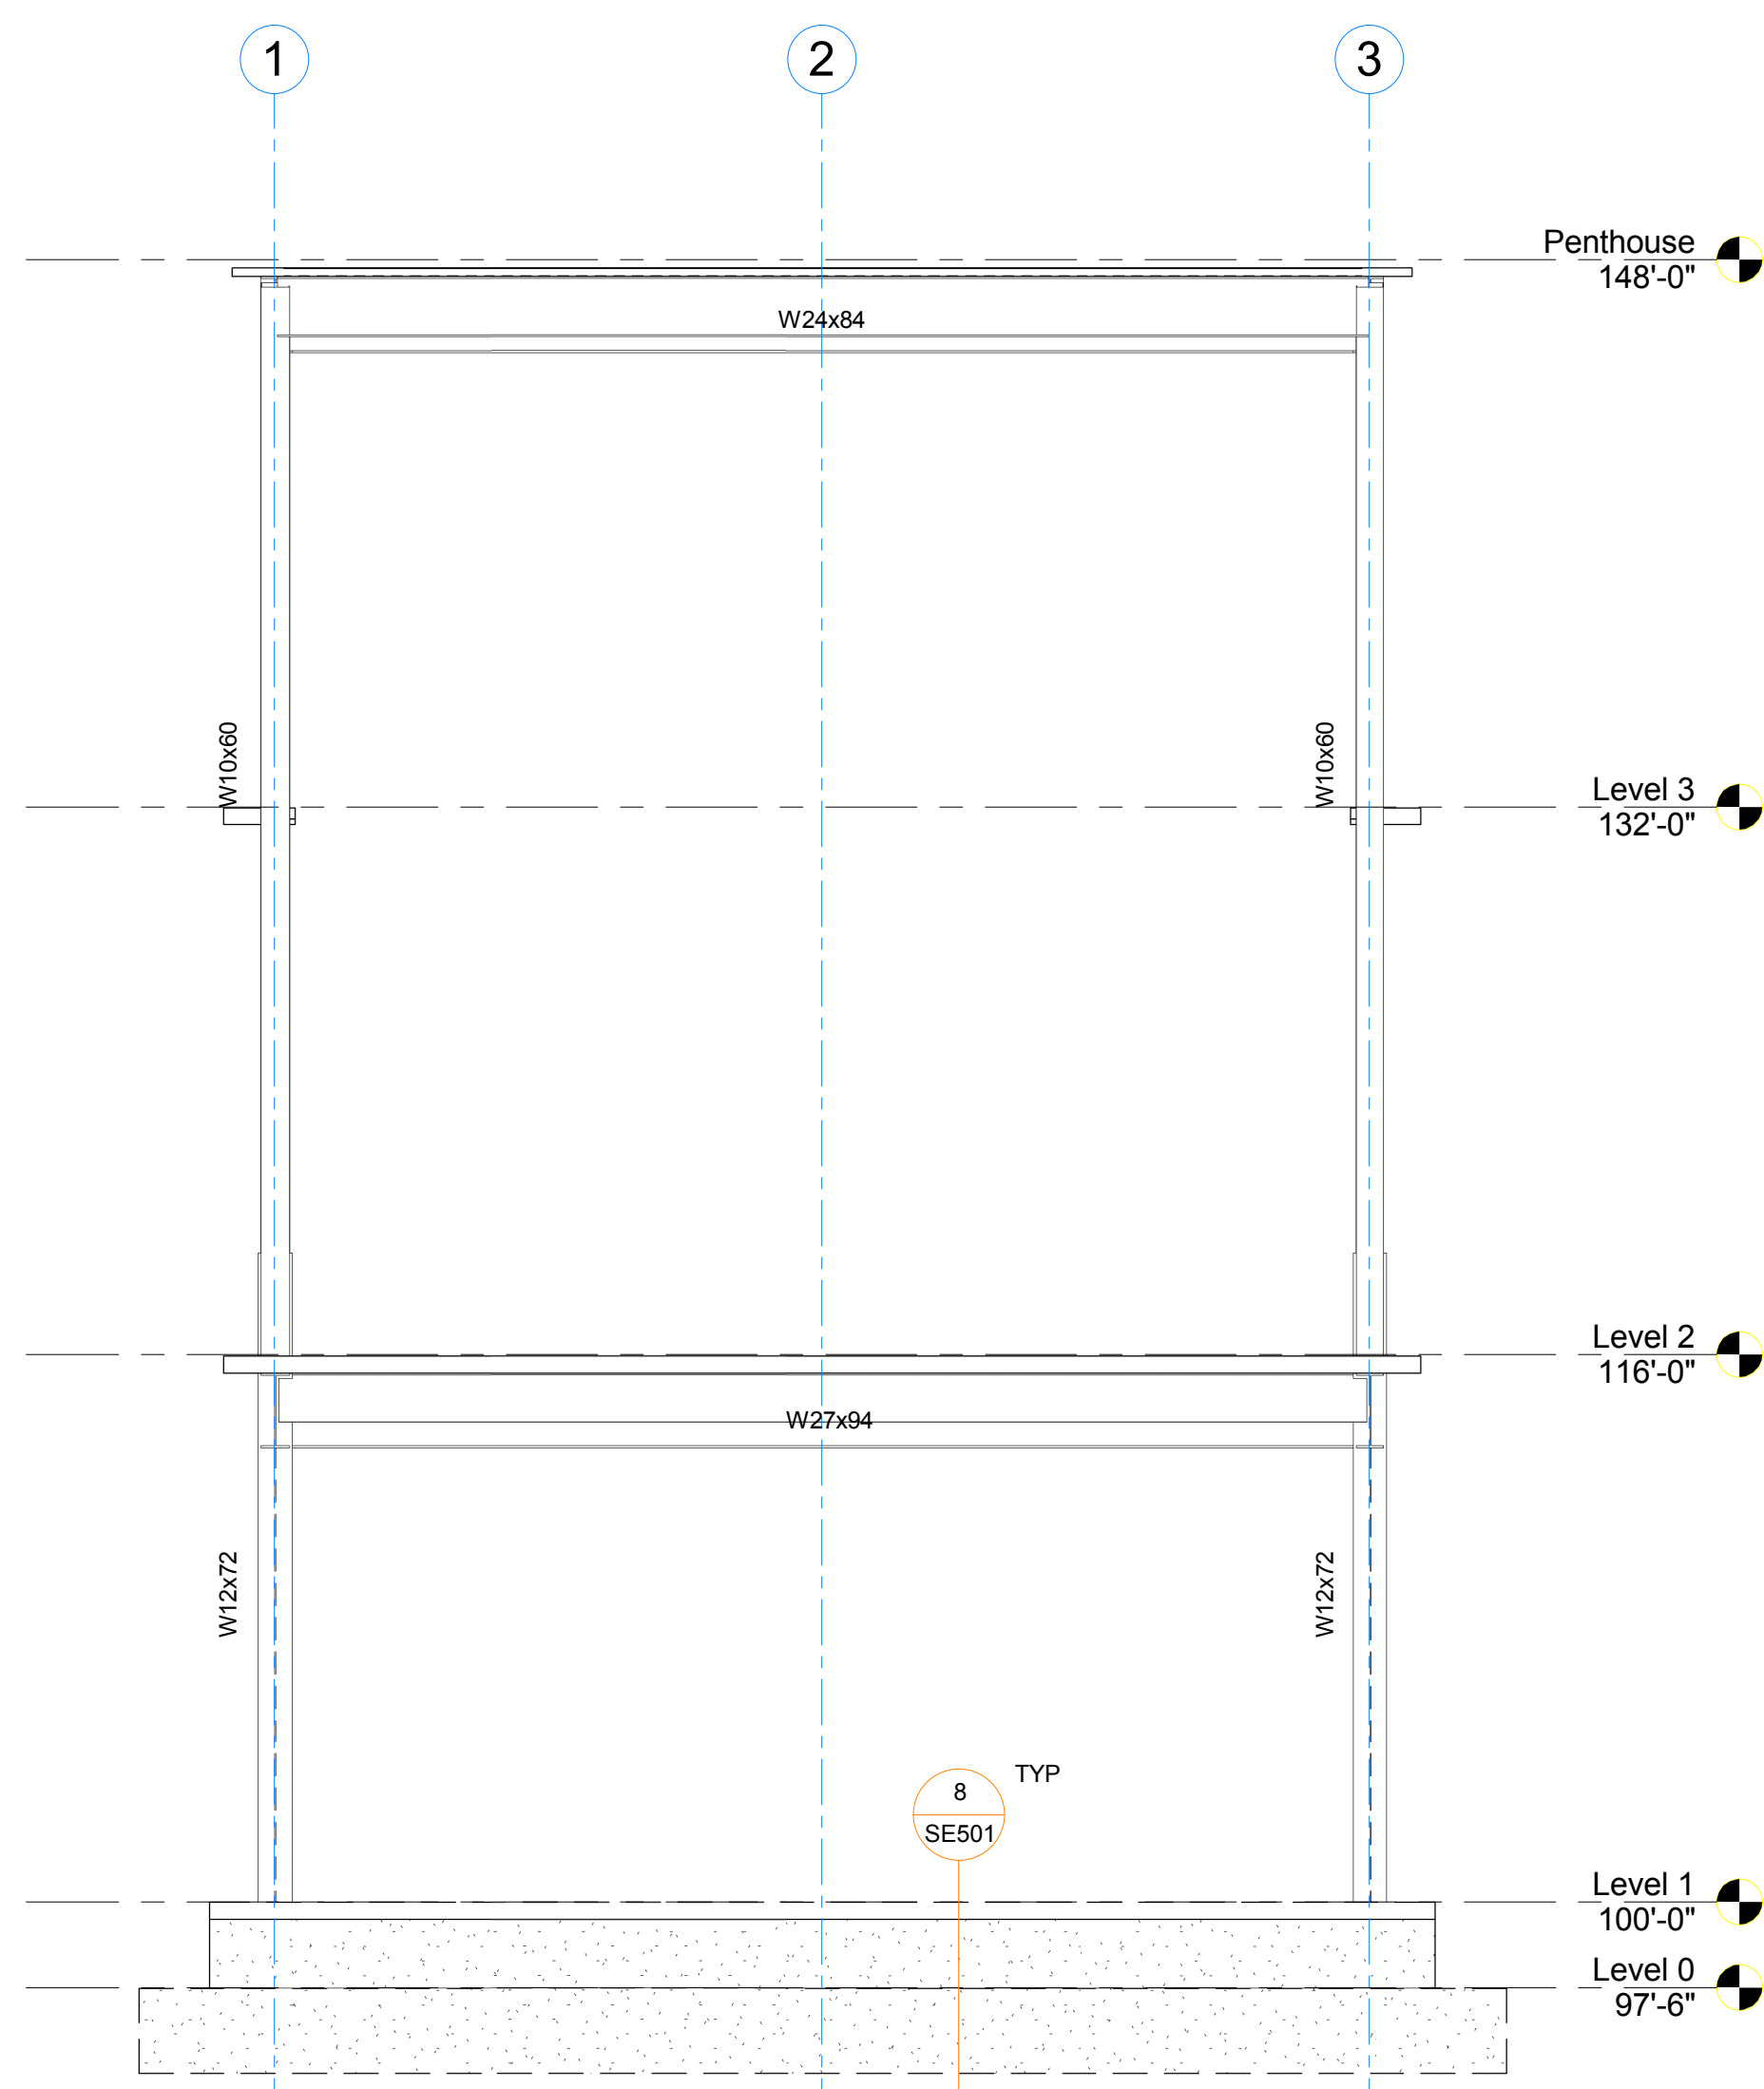 1
2
3
Penthouse
148'-0"
W24x84
W10x60
W10x60
Level 3
132'-0"
Level 2
116'-0"
W27x94
W12x72
W12x72
TYP
8
SE501
Level 1
100'-0"
Level 0
97'-6"